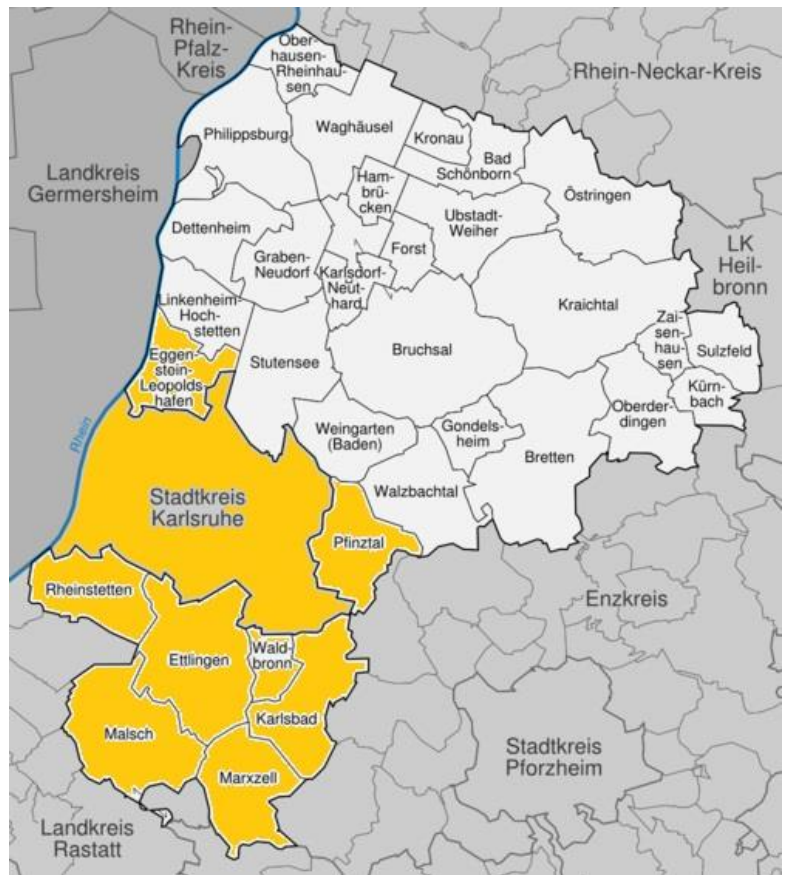 Rhein-
Pfalz-
Kreis
Ober-
hausen-
Rheinhau-
sen
Rhein-Neckar-Kreis
Philippsburg
Waghäusel
Kronau
Bad
Schönborn
Landkreis
Germersheim
Ham-
brü-
cken
Östringen
Dettenheim
Ubstadt-
Weiher
Forst
Graben-
Neudorf
Karlsdorf-
Neut-
hard
LK
Heil-
bronn
Linkenheim-
Hoch-
stetten
Kraichtal
Zai-
sen-
hau-
sen
Sulzfeld
Eggen-
stein-
Leopolds
hafen
Stutensee
Bruchsal
Kürn-
bach
Oberder-
dingen
Rhein
Weingarten
(Baden)
Gondels-
heim
Bretten
Walzbachtal
Stadtkreis
Karlsruhe
Pfinztal
Rheinstetten
Enzkreis
Ettlingen
Wald-
bronn
Karlsbad
Malsch
Marxzell
Stadtkreis
Pforzheim
Landkreis
Rastatt